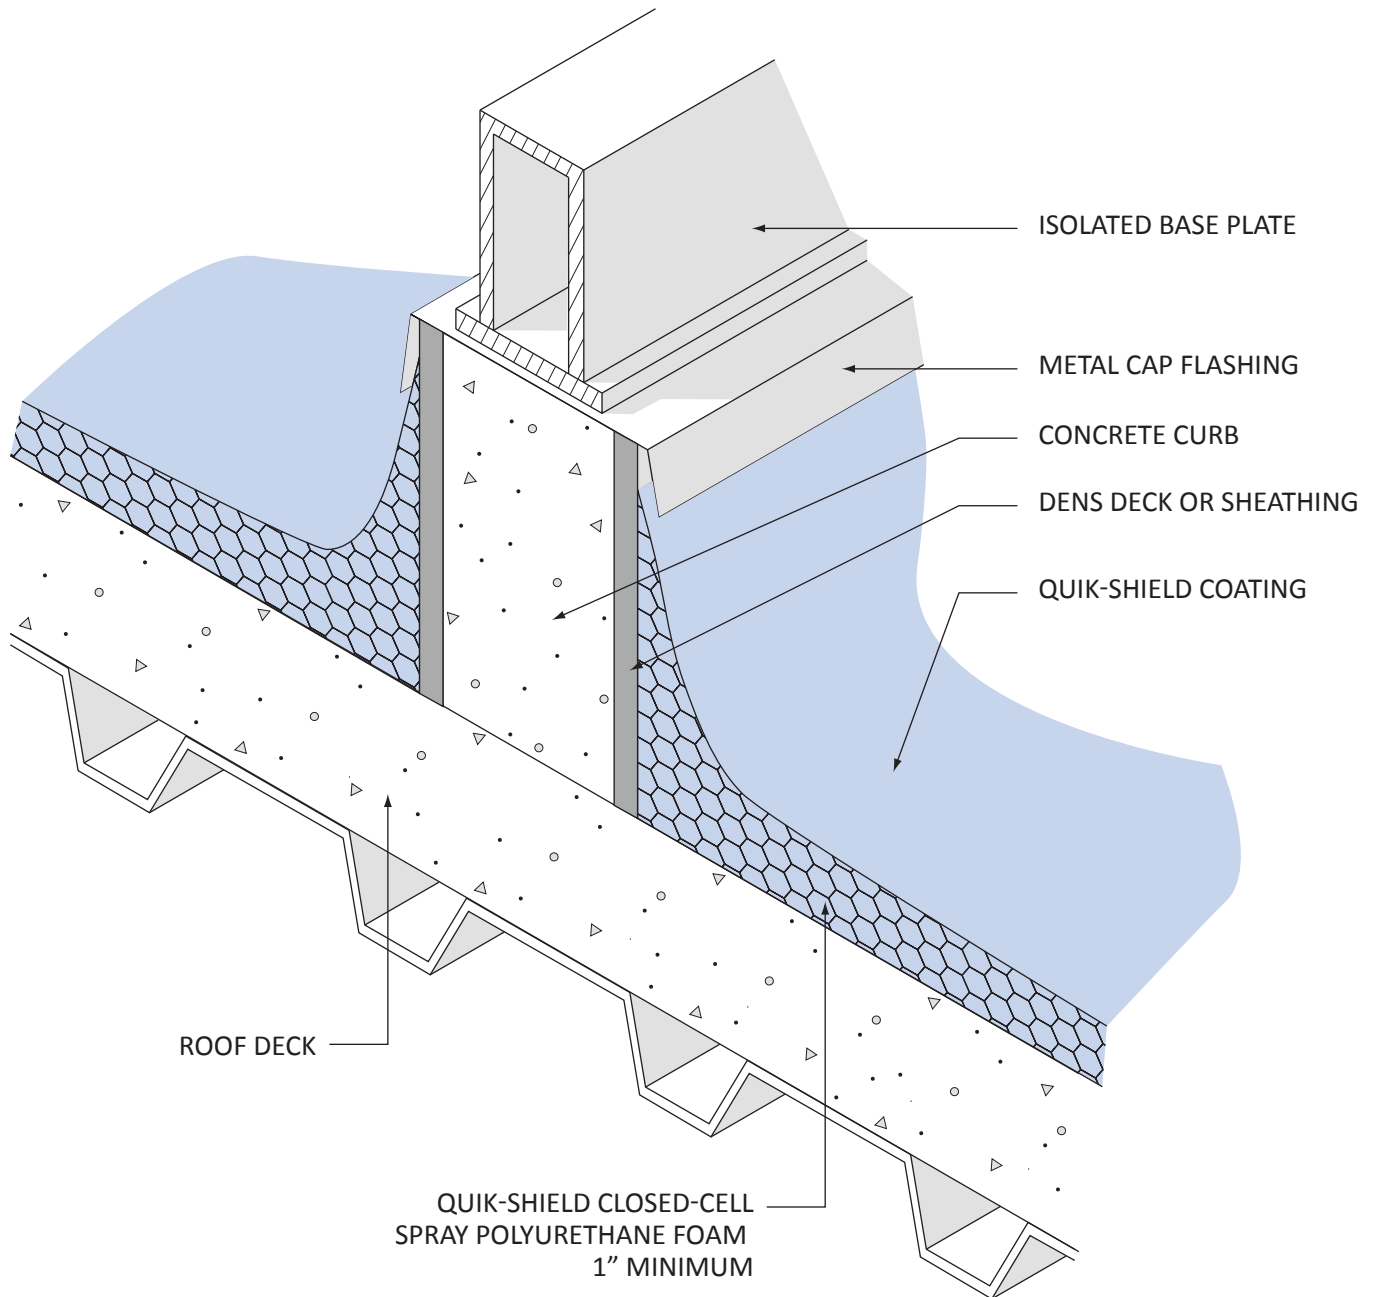 ISOLATED BASE PLATE
METAL CAP FLASHING
CONCRETE CURB
DENS DECK OR SHEATHING
QUIK-SHIELD COATING
ROOF DECK
QUIK-SHIELD CLOSED-CELL
SPRAY POLYURETHANE FOAM
1” MINIMUM